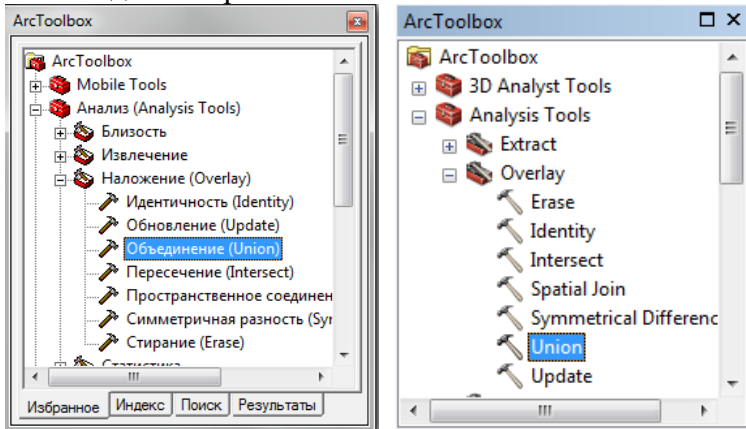 ArcToolbox
ArcToolbox
Mobile Tools
Анализ (Analysis Tools)
Близость
Извлечение
Наложение (Overlay)
Идентичность (Identity)
Обновление (Update)
Объединение (Union)
Пересечение (Intersect)
Пространственное соединен
Симметричная разность (Syr
Стирание (Erase)
Избранное Индекс Поиск Результаты
ArcToolbox
ArcToolbox
3D Analyst Tools
Analysis Tools
Extract
Overlay
Erase
Identity
Intersect
Spatial Join
Symmetrical Differenc
Union
Update